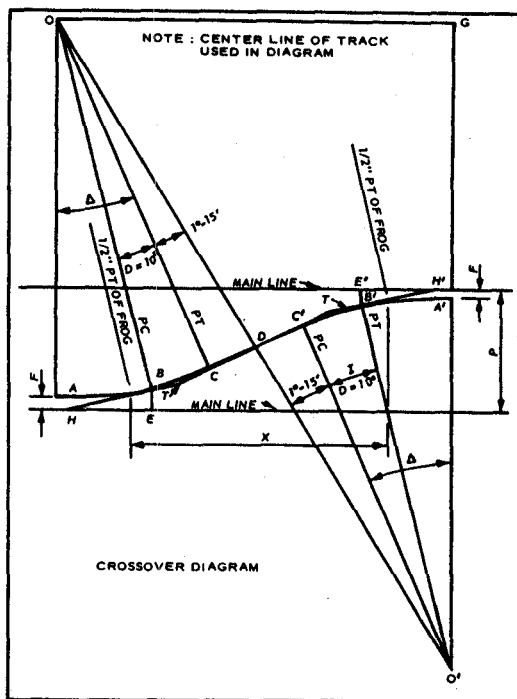 O
G
NOTE : CENTER LINE OF TRACK
USED IN DIAGRAM
Δ
1/2" PT OF FROG
D = 10°
1°-15'
PC
PT
1/2" PT OF FROG
MAIN LINE
E'
H'
F
B'
A'
T
PT
C'
P
D
PC
F
A
B
C
T'
1°-15'
I
D = 10°
H
MAIN LINE
E
X
Δ
CROSSOVER DIAGRAM
O'